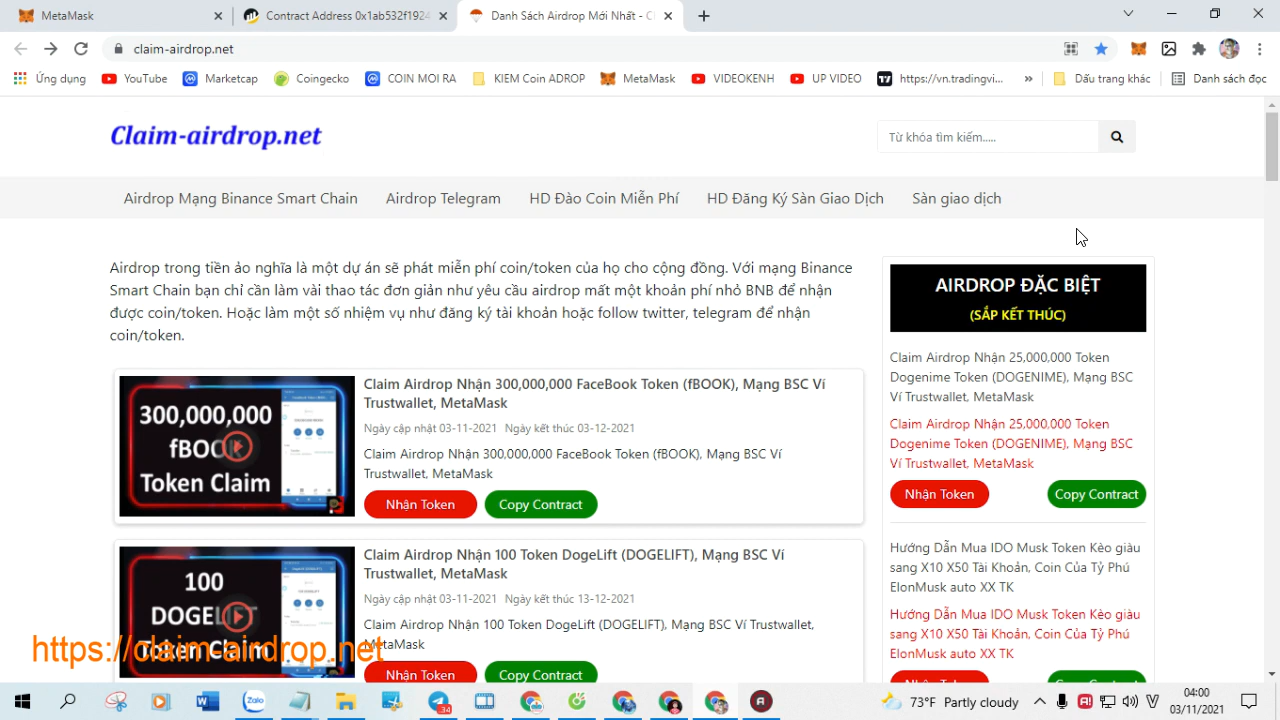 MetaMask
Contract Address 0x1ab532f1924
Danh Sách Airdrop Mới Nhất - C
claim-airdrop.net
Ứng dụng
YouTube
Marketcap
Coingecko
COIN MOI RA
KIEM Coin ADROP
MetaMask
VIDEOKENH
UP VIDEO
https://vn.tradingvi...
»
Dấu trang khác
Danh sách đọc
Claim-airdrop.net
Từ khóa tìm kiếm.....
Airdrop Mạng Binance Smart Chain
Airdrop Telegram
HD Đào Coin Miễn Phí
HD Đăng Ký Sàn Giao Dịch
Sàn giao dịch
Airdrop trong tiền ảo nghĩa là một dự án sẽ phát miễn phí coin/token của họ cho cộng đồng. Với mạng Binance
Smart Chain bạn chỉ cần làm vài thao tác đơn giản như yêu cầu airdrop mất một khoản phí nhỏ BNB để nhận
được coin/token. Hoặc làm một số nhiệm vụ như đăng ký tài khoản hoặc follow twitter, telegram để nhận
coin/token.
300,000,000
fBOOK
Token Claim
Claim Airdrop Nhận 300,000,000 FaceBook Token (fBOOK), Mạng BSC Ví
Trustwallet, MetaMask
Ngày cập nhật 03-11-2021 Ngày kết thúc 03-12-2021
Claim Airdrop Nhận 300,000,000 FaceBook Token (fBOOK), Mạng BSC Ví
Trustwallet, MetaMask
Nhận Token
Copy Contract
100
DOGELIFT
Token Claim
Claim Airdrop Nhận 100 Token DogeLift (DOGELIFT), Mạng BSC Ví
Trustwallet, MetaMask
Ngày cập nhật 03-11-2021 Ngày kết thúc 13-12-2021
Claim Airdrop Nhận 100 Token DogeLift (DOGELIFT), Mạng BSC Ví Trustwallet,
MetaMask
Nhận Token
Copy Contract
AIRDROP ĐẶC BIỆT
(SẮP KẾT THÚC)
Claim Airdrop Nhận 25,000,000 Token
Dogenime Token (DOGENIME), Mạng BSC
Ví Trustwallet, MetaMask
Claim Airdrop Nhận 25,000,000 Token
Dogenime Token (DOGENIME), Mạng BSC
Ví Trustwallet, MetaMask
Nhận Token
Copy Contract
Hướng Dẫn Mua IDO Musk Token Kèo giàu
sang X10 X50 Tài Khoản, Coin Của Tỷ Phú
ElonMusk auto XX TK
Hướng Dẫn Mua IDO Musk Token Kèo giàu
sang X10 X50 Tài Khoản, Coin Của Tỷ Phú
ElonMusk auto XX TK
https://claim-airdrop.net
Zalo
34
73°F Partly cloudy
04:00
03/11/2021